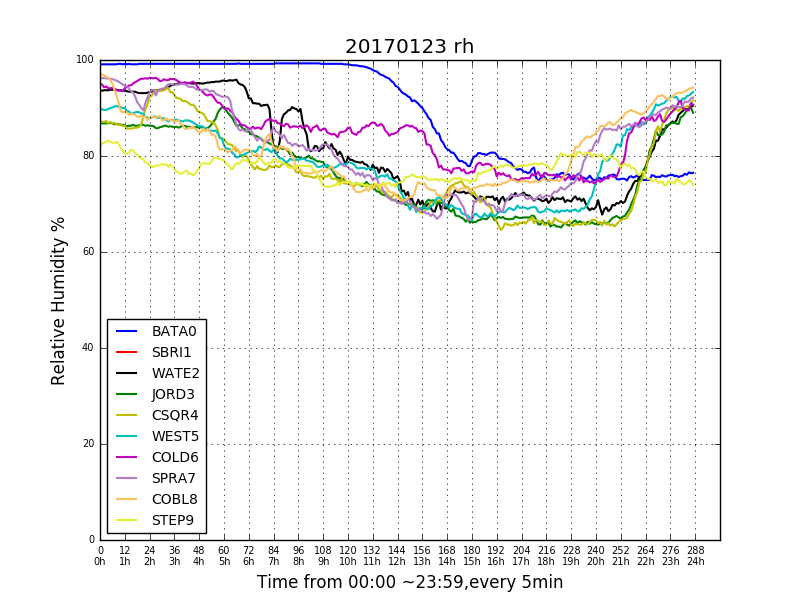 20170123 rh
Relative Humidity %
100
80
60
40
20
0
BATA0
SBRI1
WATE2
JORD3
CSQR4
WEST5
COLD6
SPRA7
COBL8
STEP9
0 12 24 36 48 60 72 84 96 108 120 132 144 156 168 180 192 204 216 228 240 252 264 276 288
0h 1h 2h 3h 4h 5h 6h 7h 8h 9h 10h 11h 12h 13h 14h 15h 16h 17h 18h 19h 20h 21h 22h 23h 24h
Time from 00:00 ~23:59,every 5min